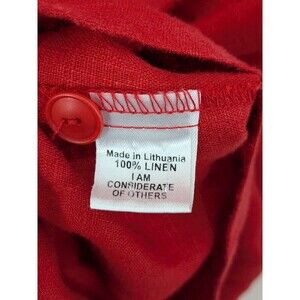 Made in Lithuania
100% LINEN
I AM
CONSIDERATE
OF OTHERS